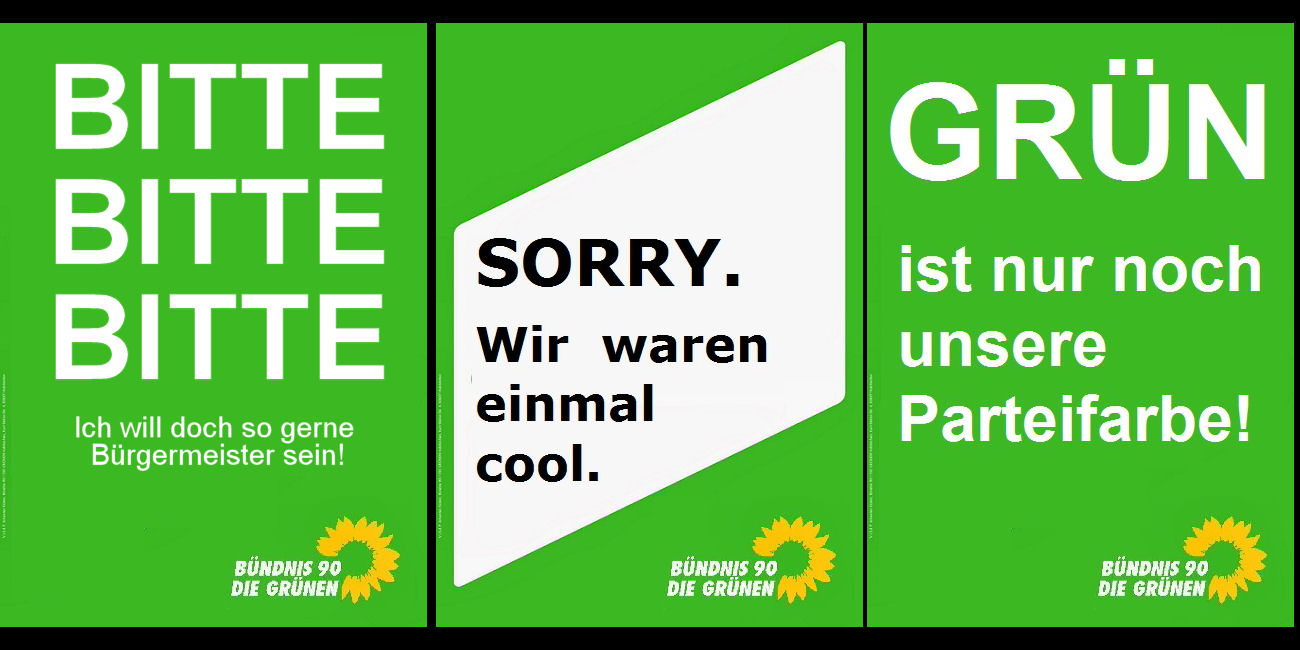 BITTE
BITTE
BITTE
Ich will doch so gerne
Bürgermeister sein!
BÜNDNIS 90
DIE GRÜNEN
SORRY.
Wir waren
einmal
cool.
BÜNDNIS 90
DIE GRÜNEN
GRÜN
ist nur noch
unsere
Parteifarbe!
BÜNDNIS 90
DIE GRÜNEN